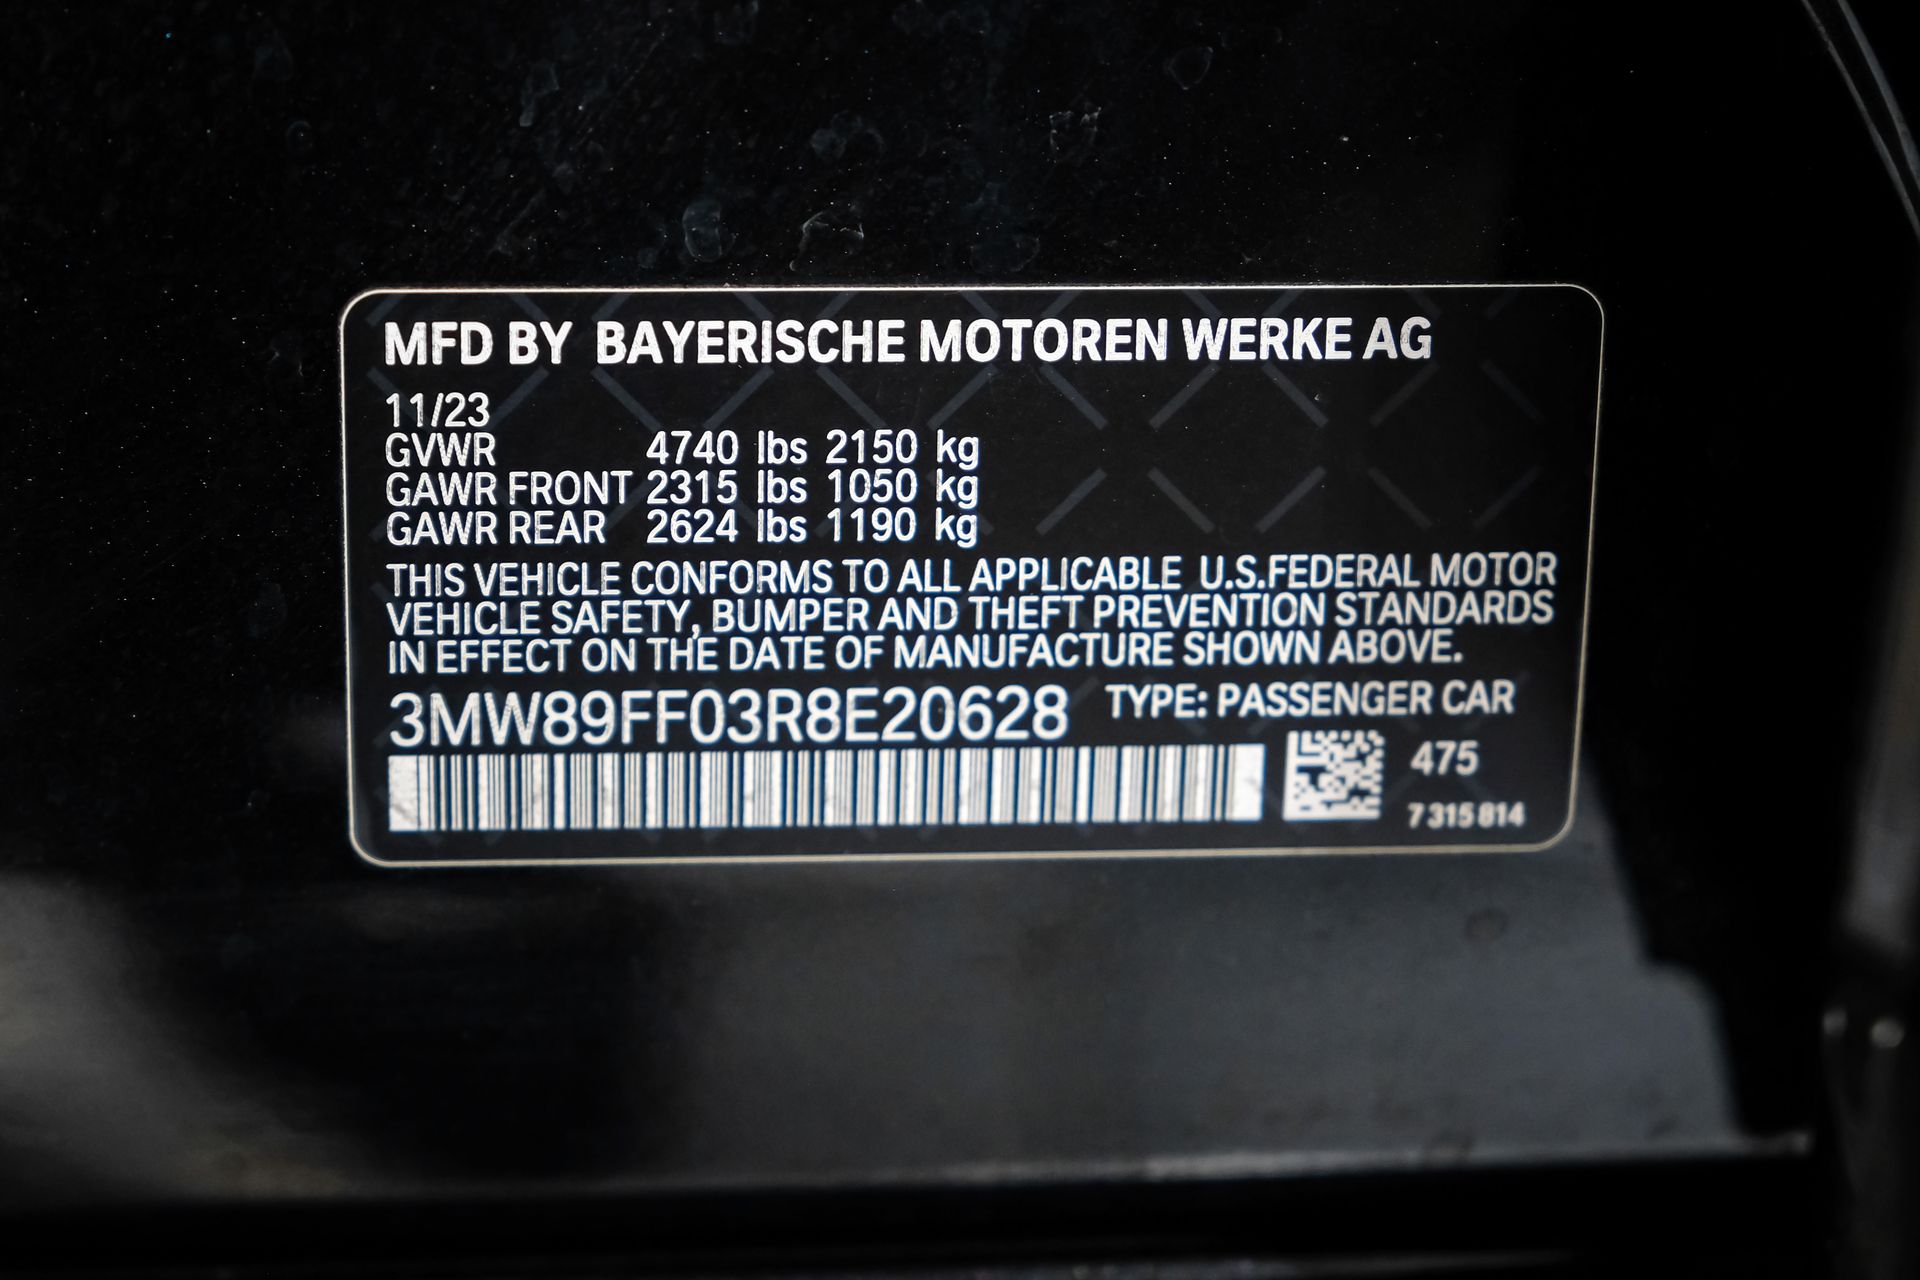 MFD BY BAYERISCHE MOTOREN WERKE AG
11/23
GVWR 4740 lbs 2150 kg
GAWR FRONT 2315 lbs 1050 kg
GAWR REAR 2624 lbs 1190 kg
THIS VEHICLE CONFORMS TO ALL APPLICABLE U.S.FEDERAL MOTOR
VEHICLE SAFETY, BUMPER AND THEFT PREVENTION STANDARDS
IN EFFECT ON THE DATE OF MANUFACTURE SHOWN ABOVE.
3MW89FF03R8E20628 TYPE: PASSENGER CAR
475
7 315 814